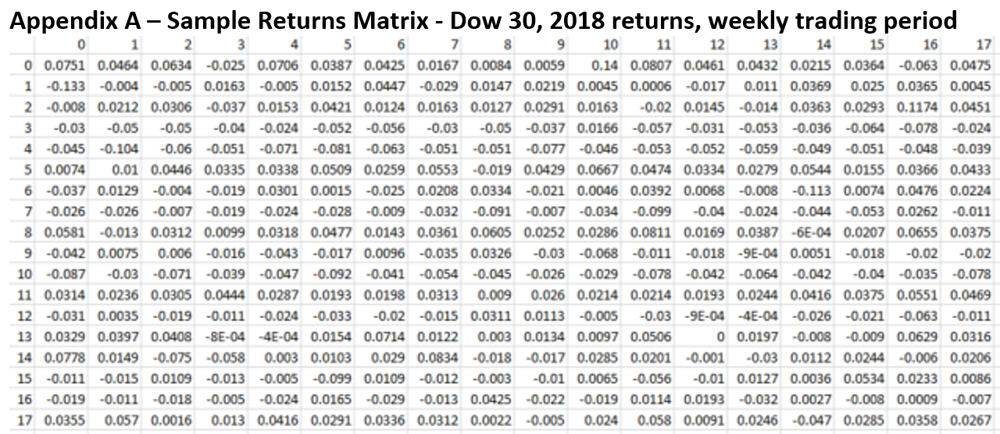 Appendix A – Sample Returns Matrix - Dow 30, 2018 returns, weekly trading period
0 1 2 3 4 5 6 7 8 9 10 11 12 13 14 15 16 17
0 0.0751 0.0464 0.0634 -0.025 0.0706 0.0387 0.0425 0.0167 0.0084 0.0059 0.14 0.0807 0.0461 0.0432 0.0215 0.0364 -0.063 0.0475
1 -0.133 -0.004 -0.005 0.0163 -0.005 0.0152 0.0447 -0.029 0.0147 0.0219 0.0045 0.0006 -0.017 0.011 0.0369 0.025 0.0365 0.0045
2 -0.008 0.0212 0.0306 -0.037 0.0153 0.0421 0.0124 0.0163 0.0127 0.0291 0.0163 -0.02 0.0145 -0.014 0.0363 0.0293 0.1174 0.0451
3 -0.03 -0.05 -0.05 -0.04 -0.024 -0.052 -0.056 -0.03 -0.05 -0.037 0.0166 -0.057 -0.031 -0.053 -0.036 -0.064 -0.078 -0.024
4 -0.045 -0.104 -0.06 -0.051 -0.071 -0.081 -0.063 -0.051 -0.051 -0.077 -0.046 -0.053 -0.052 -0.059 -0.049 -0.051 -0.048 -0.039
5 0.0074 0.01 0.0446 0.0335 0.0338 0.0509 0.0259 0.0553 -0.019 0.0429 0.0667 0.0474 0.0334 0.0279 0.0544 0.0155 0.0366 0.0433
6 -0.037 0.0129 -0.004 -0.019 0.0301 0.0015 -0.025 0.0208 0.0334 -0.021 0.0046 0.0392 0.0068 -0.008 -0.113 0.0074 0.0476 0.0224
7 -0.026 -0.026 -0.007 -0.019 -0.024 -0.028 -0.009 -0.032 -0.091 -0.007 -0.034 -0.099 -0.04 -0.024 -0.044 -0.053 0.0262 -0.011
8 0.0581 -0.013 0.0312 0.0099 0.0318 0.0477 0.0143 0.0361 0.0605 0.0252 0.0286 0.0811 0.0169 0.0387 -6E-04 0.0207 0.0655 0.0375
9 -0.042 0.0075 0.006 -0.016 -0.043 -0.017 0.0096 -0.035 0.0326 -0.03 -0.068 -0.011 -0.018 -9E-04 0.0051 -0.018 -0.02 -0.02
10 -0.087 -0.03 -0.071 -0.039 -0.047 -0.092 -0.041 -0.054 -0.045 -0.026 -0.029 -0.078 -0.042 -0.064 -0.042 -0.04 -0.035 -0.078
11 0.0314 0.0236 0.0305 0.0444 0.0287 0.0193 0.0198 0.0313 0.009 0.026 0.0214 0.0214 0.0193 0.0244 0.0416 0.0375 0.0551 0.0469
12 -0.031 0.0035 -0.019 -0.011 -0.024 -0.033 -0.02 -0.015 0.0311 0.0113 -0.005 -0.03 -9E-04 -4E-04 -0.026 -0.021 -0.063 -0.011
13 0.0329 0.0397 0.0408 -8E-04 -4E-04 0.0154 0.0714 0.0122 0.003 0.0134 0.0097 0.0506 0 0.0197 -0.008 -0.009 0.0629 0.0316
14 0.0778 0.0149 -0.075 -0.058 0.003 0.0103 0.029 0.0834 -0.018 -0.017 0.0285 0.0201 -0.001 -0.03 0.0112 0.0244 -0.006 0.0206
15 -0.011 -0.015 0.0109 -0.013 -0.005 -0.099 0.0109 -0.012 -0.003 -0.01 0.0065 -0.056 -0.01 0.0127 0.0036 0.0534 0.0233 0.0086
16 -0.019 -0.011 -0.018 -0.005 -0.024 0.0165 -0.029 -0.013 0.0425 -0.022 -0.019 0.0114 0.0193 -0.032 0.0027 -0.008 0.0009 -0.007
17 0.0355 0.057 0.0016 0.013 0.0416 0.0291 0.0336 0.0312 0.0022 -0.005 0.024 0.058 0.0091 0.0246 -0.047 0.0285 0.0358 0.0267